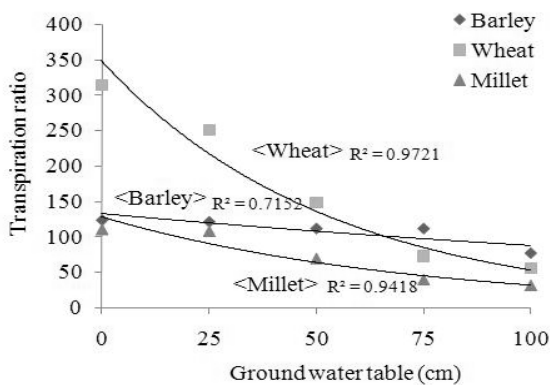 400
350
300
250
200
150
100
50
0
Transpiration ratio
Barley
Wheat
Millet
<Wheat> R² = 0.9721
<Barley> R² = 0.7152
<Millet> R² = 0.9418
0 25 50 75 100
Ground water table (cm)